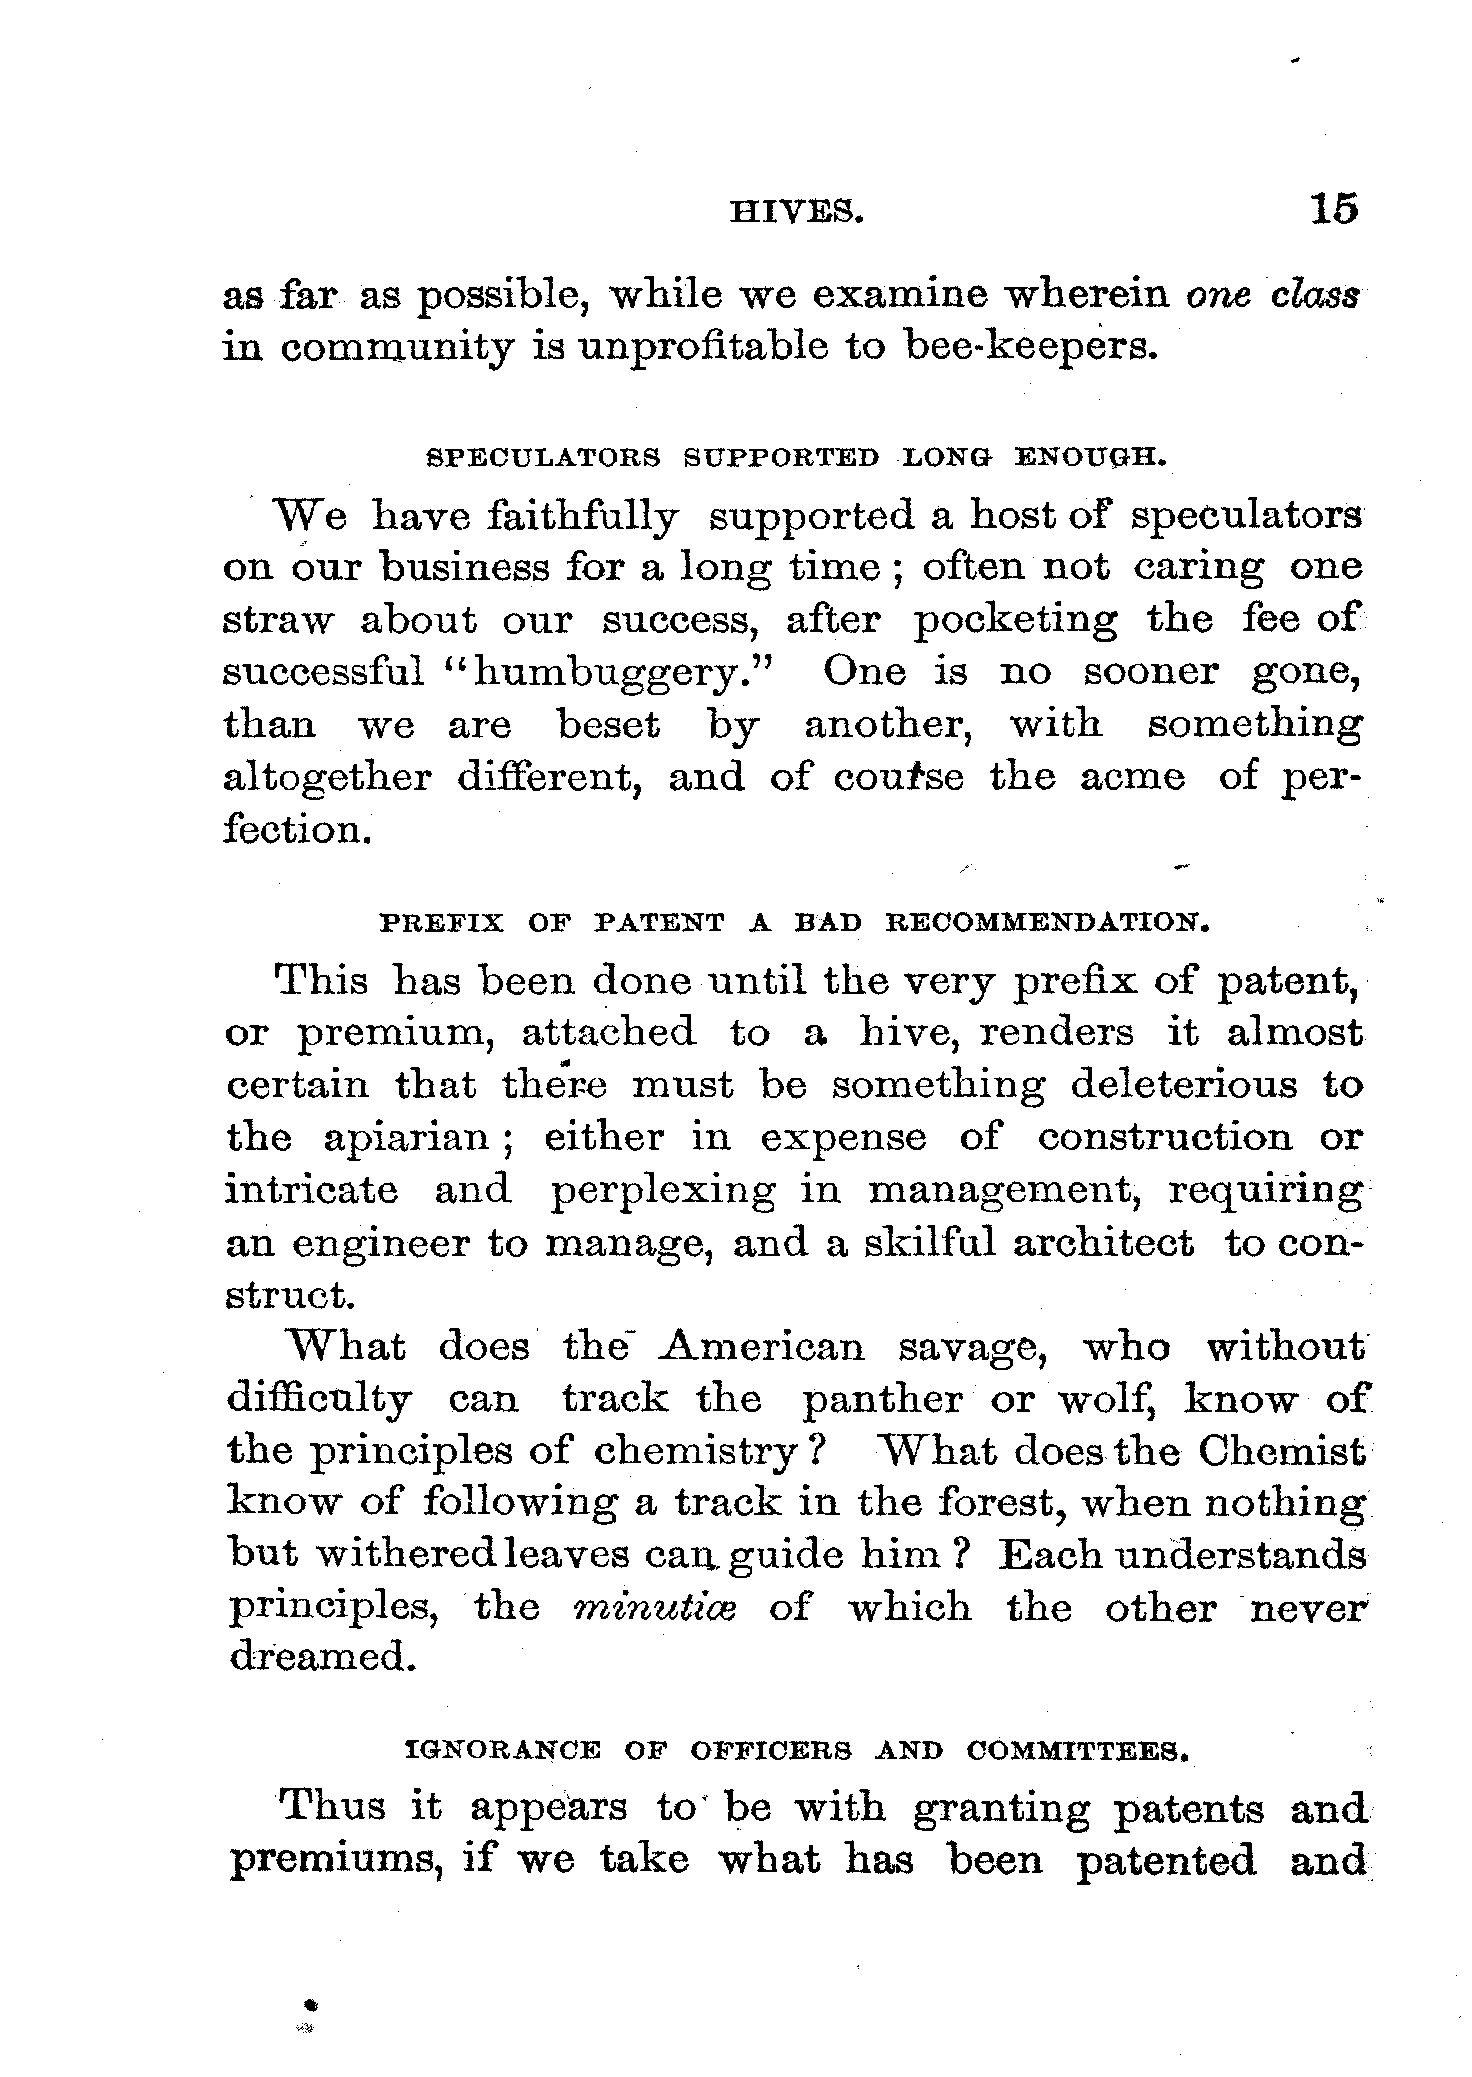 HIVES. 15
as far as possible, while we examine wherein one class
in community is unprofitable to bee-keepers.
SPECULATORS SUPPORTED LONG ENOUGH.
We have faithfully supported a host of speculators
on our business for a long time ; often not caring one
straw about our success, after pocketing the fee of
successful "humbuggery." One is no sooner gone,
than we are beset by another, with something
altogether different, and of course the acme of per-
fection.
PREFIX OF PATENT A BAD RECOMMENDATION.
This has been done until the very prefix of patent,
or premium, attached to a hive, renders it almost
certain that there must be something deleterious to
the apiarian ; either in expense of construction or
intricate and perplexing in management, requiring
an engineer to manage, and a skilful architect to con-
struct.
What does the American savage, who without
difficulty can track the panther or wolf, know of
the principles of chemistry ? What does the Chemist
know of following a track in the forest, when nothing
but withered leaves can guide him ? Each understands
principles, the minutiæ of which the other never
dreamed.
IGNORANCE OF OFFICERS AND COMMITTEES.
Thus it appears to be with granting patents and
premiums, if we take what has been patented and